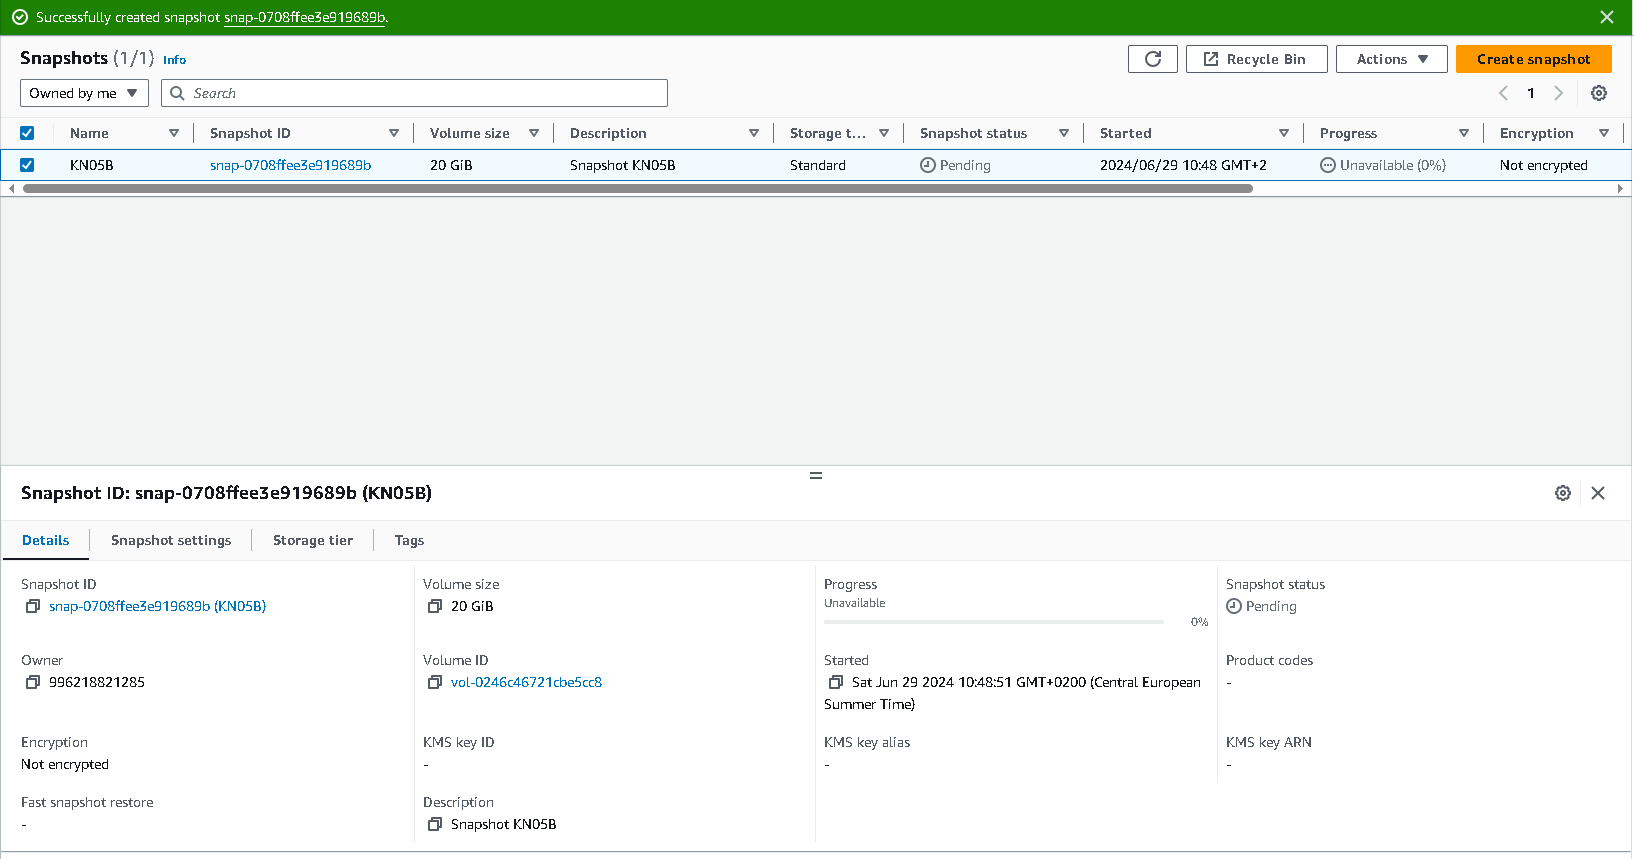 Successfully created snapshot snap-0708ffee3e919689b.
Snapshots (1/1) Info
Recycle Bin
Actions
Create snapshot
Owned by me
Search
1
Name Snapshot ID Volume size Description Storage t... Snapshot status Started Progress Encryption
KN05B snap-0708ffee3e919689b 20 GiB Snapshot KN05B Standard Pending 2024/06/29 10:48 GMT+2 Unavailable (0%) Not encrypted
Snapshot ID: snap-0708ffee3e919689b (KN05B)
Details Snapshot settings Storage tier Tags
Snapshot ID
snap-0708ffee3e919689b (KN05B)
Volume size
20 GiB
Progress
Unavailable
0%
Snapshot status
Pending
Owner
996218821285
Volume ID
vol-0246c46721cbe5cc8
Started
Sat Jun 29 2024 10:48:51 GMT+0200 (Central European
Summer Time)
Product codes
-
Encryption
Not encrypted
KMS key ID
-
KMS key alias
-
KMS key ARN
-
Fast snapshot restore
-
Description
Snapshot KN05B